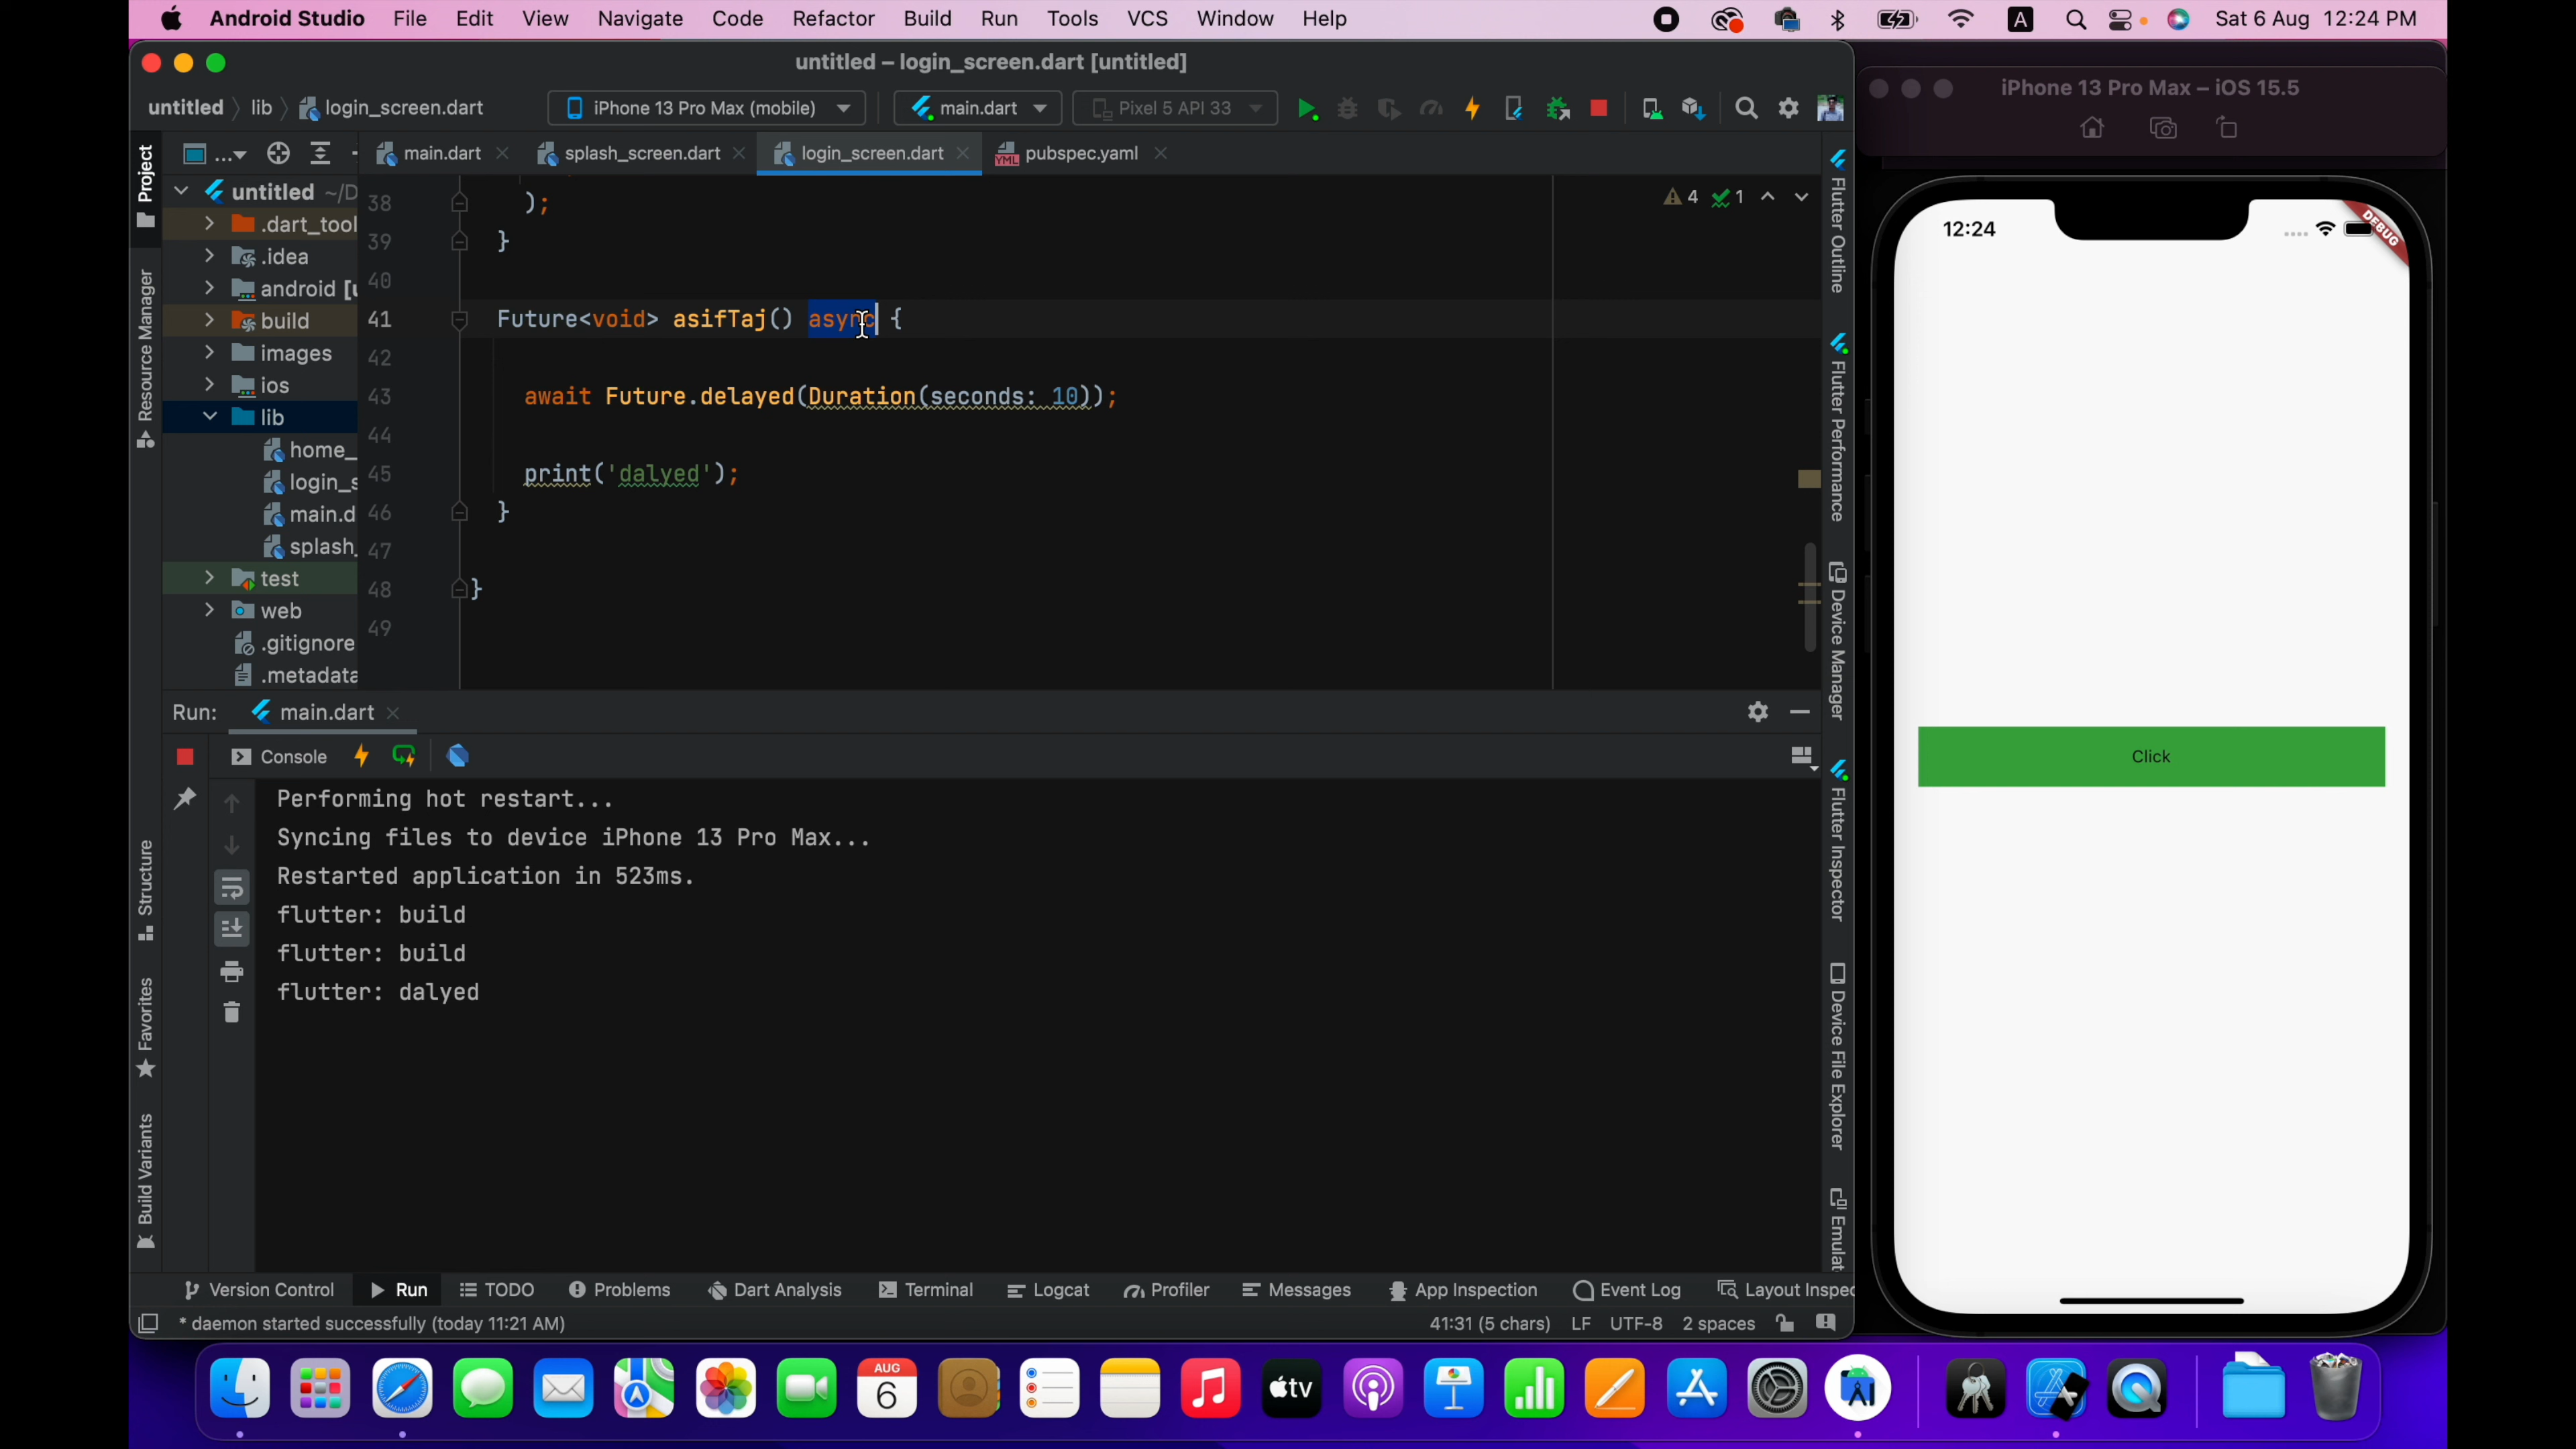 Android Studio File Edit View Navigate Code Refactor Build Run Tools VCS Window Help A Sat 6 Aug 12:24 PM
untitled – login_screen.dart [untitled]
untitled lib login_screen.dart iPhone 13 Pro Max (mobile) main.dart Pixel 5 API 33
...
main.dart splash_screen.dart login_screen.dart pubspec.yaml
Project
Resource Manager
Structure
Favorites
Build Variants
untitled ~/D
.dart_tool
.idea
android [u
build
images
ios
lib
home_
login_s
main.d
splash_
test
web
.gitignore
.metadata
4 1
38 );
39 }
40
41 Future<void> asifTaj() async {
42
43 await Future.delayed(Duration(seconds: 10));
44
45 print('dalyed');
46 }
47
48 }
49
Flutter Outline
Flutter Performance
Device Manager
Flutter Inspector
Device File Explorer
Emulat
Run: main.dart
Console
Performing hot restart...
Syncing files to device iPhone 13 Pro Max...
Restarted application in 523ms.
flutter: build
flutter: build
flutter: dalyed
Version Control Run TODO Problems Dart Analysis Terminal Logcat Profiler Messages App Inspection Event Log Layout Inspec
* daemon started successfully (today 11:21 AM) 41:31 (5 chars) LF UTF-8 2 spaces
iPhone 13 Pro Max – iOS 15.5
12:24
DEBUG
Click
AUG
6
tv